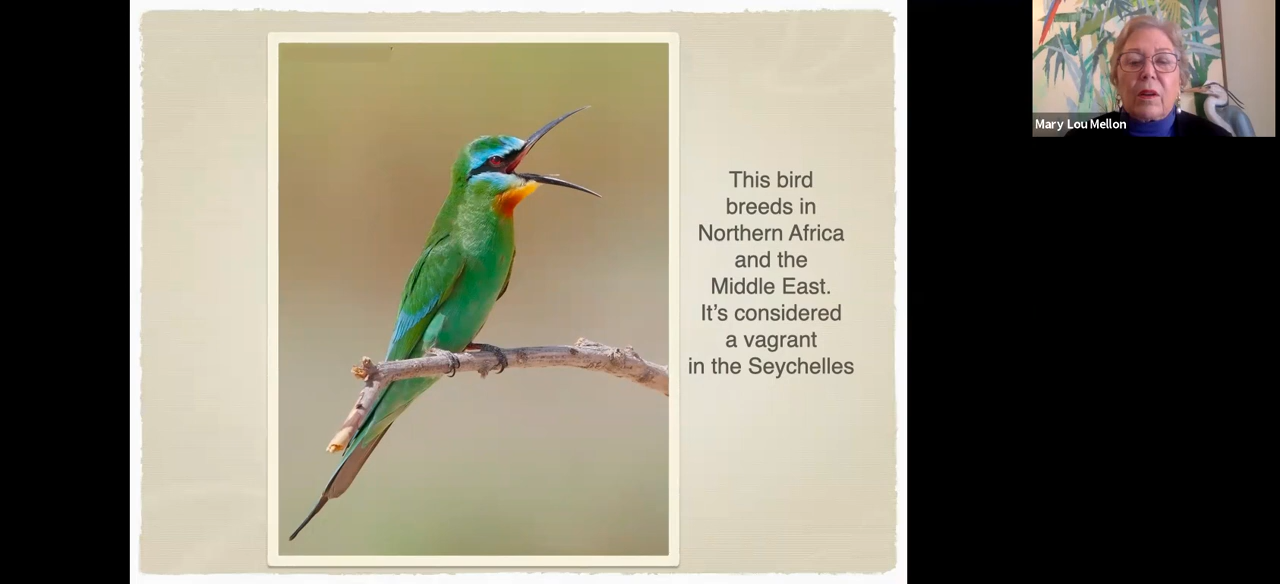 This bird
breeds in
Northern Africa
and the
Middle East.
It's considered
a vagrant
in the Seychelles
Mary Lou Mellon